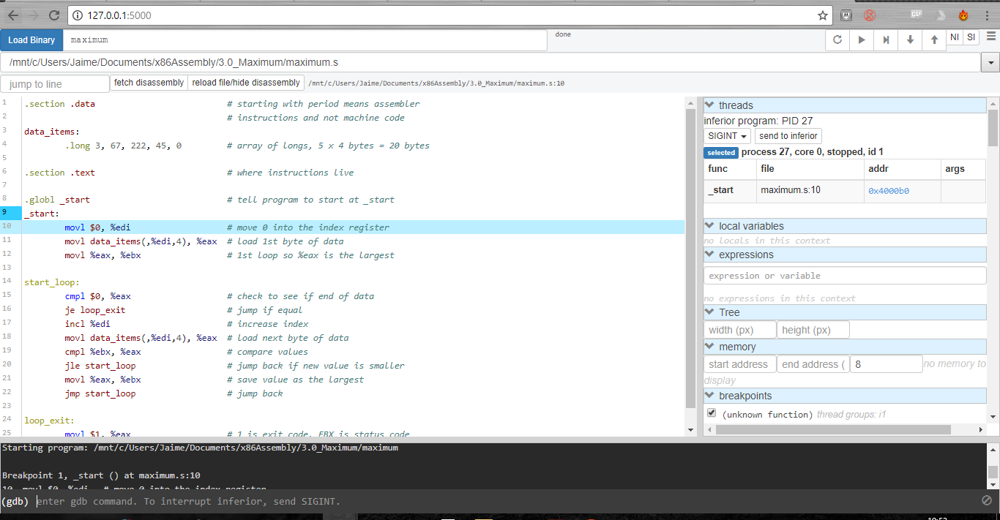 127.0.0.1:5000
Load Binary maximum done NI SI
/mnt/c/Users/Jaime/Documents/x86Assembly/3.0_Maximum/maximum.s
jump to line fetch disassembly reload file/hide disassembly /mnt/c/Users/Jaime/Documents/x86Assembly/3.0_Maximum/maximum.s:10
1 .section .data # starting with period means assembler
2 # instructions and not machine code
3 data_items:
4 .long 3, 67, 222, 45, 0 # array of longs, 5 x 4 bytes = 20 bytes
5
6 .section .text # where instructions live
7
8 .globl _start # tell program to start at _start
9 _start:
10 movl $0, %edi # move 0 into the index register
11 movl data_items(,%edi,4), %eax # load 1st byte of data
12 movl %eax, %ebx # 1st loop so %eax is the largest
13
14 start_loop:
15 cmpl $0, %eax # check to see if end of data
16 je loop_exit # jump if equal
17 incl %edi # increase index
18 movl data_items(,%edi,4), %eax # load next byte of data
19 cmpl %ebx, %eax # compare values
20 jle start_loop # jump back if new value is smaller
21 movl %eax, %ebx # save value as the largest
22 jmp start_loop # jump back
23
24 loop_exit:
25 movl $1, %eax # 1 is exit code, EBX is status code
threads
inferior program: PID 27
SIGINT send to inferior
selected process 27, core 0, stopped, id 1
func file addr args
_start maximum.s:10 0x4000b0
local variables
no locals in this context
expressions
expression or variable
no expressions in this context
Tree
width (px) height (px)
memory
start address end address ( 8 no memory to
display
breakpoints
(unknown function) thread groups: i1
Starting program: /mnt/c/Users/Jaime/Documents/x86Assembly/3.0_Maximum/maximum
Breakpoint 1, _start () at maximum.s:10
10 movl $0, %edi # move 0 into the index register
(gdb) enter gdb command. To interrupt inferior, send SIGINT.